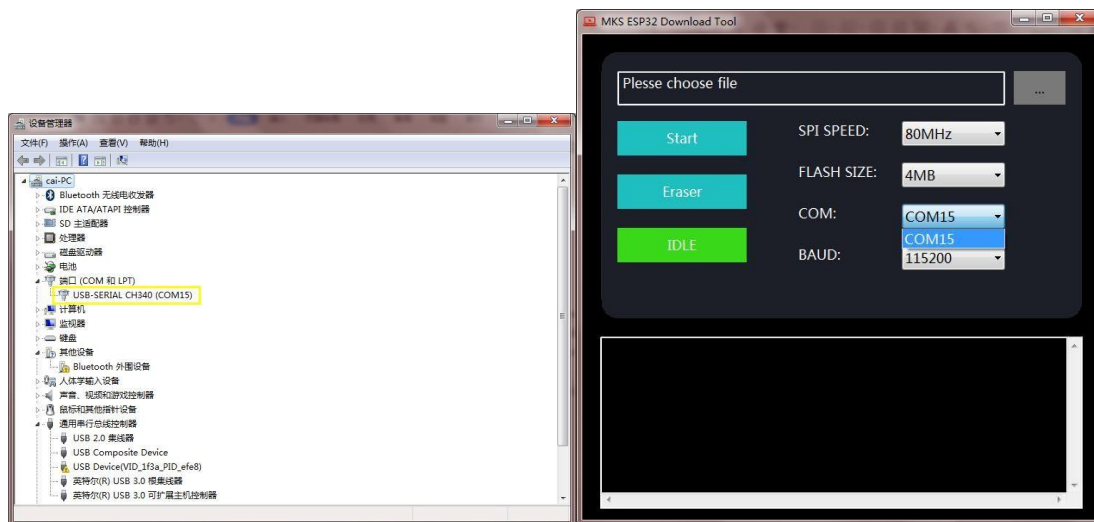 设备管理器
文件(F) 操作(A) 查看(V) 帮助(H)
cai-PC
Bluetooth 无线电收发器
IDE ATA/ATAPI 控制器
SD 主适配器
处理器
磁盘驱动器
电池
端口 (COM 和 LPT)
USB-SERIAL CH340 (COM15)
计算机
监视器
键盘
其他设备
Bluetooth 外围设备
人体学输入设备
声音、视频和游戏控制器
鼠标和其他指针设备
通用串行总线控制器
USB 2.0 集线器
USB Composite Device
USB Device(VID_1f3a_PID_efe8)
英特尔(R) USB 3.0 根集线器
英特尔(R) USB 3.0 可扩展主机控制器
MKS ESP32 Download Tool
Plesse choose file
...
Start
SPI SPEED:
80MHz
Eraser
FLASH SIZE:
4MB
IDLE
COM:
COM15
COM15
BAUD:
115200